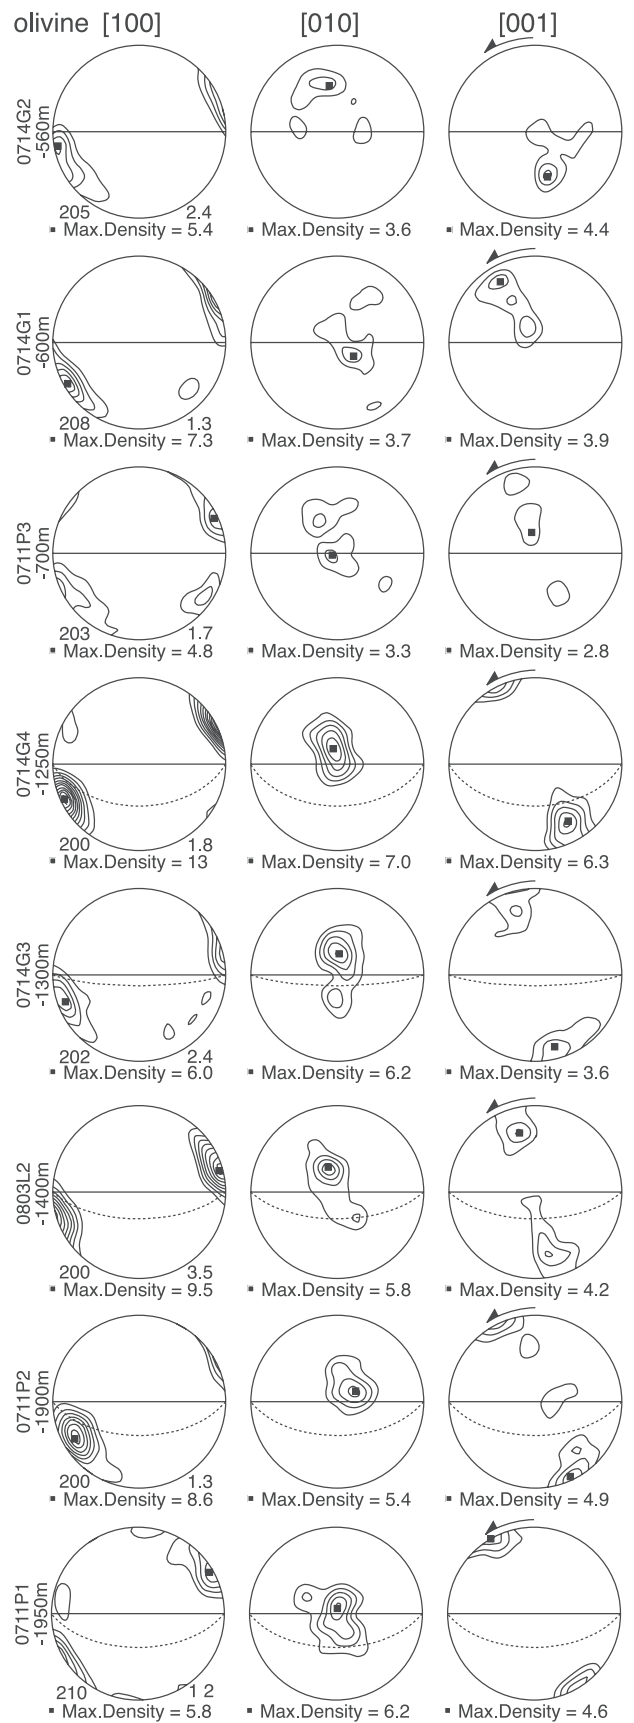 olivine [100] [010] [001]
0714G2
-560m
205 2.4
Max.Density = 5.4 3.6 4.4
Max.Density = 3.6
Max.Density = 4.4
0714G1
-600m
208 1.3
Max.Density = 7.3
Max.Density = 3.7
Max.Density = 3.9
0711P3
-700m
203 1.7
Max.Density = 4.8
Max.Density = 3.3
Max.Density = 2.8
0714G4
-1250m
200 1.8
Max.Density = 13
Max.Density = 7.0
Max.Density = 6.3
0714G3
-1300m
202 2.4
Max.Density = 6.0
Max.Density = 6.2
Max.Density = 3.6
0803L2
-1400m
200 3.5
Max.Density = 9.5
Max.Density = 5.8
Max.Density = 4.2
0711P2
-1900m
200 1.3
Max.Density = 8.6
Max.Density = 5.4
Max.Density = 4.9
0711P1
-1950m
210 1 2
Max.Density = 5.8
Max.Density = 6.2
Max.Density = 4.6